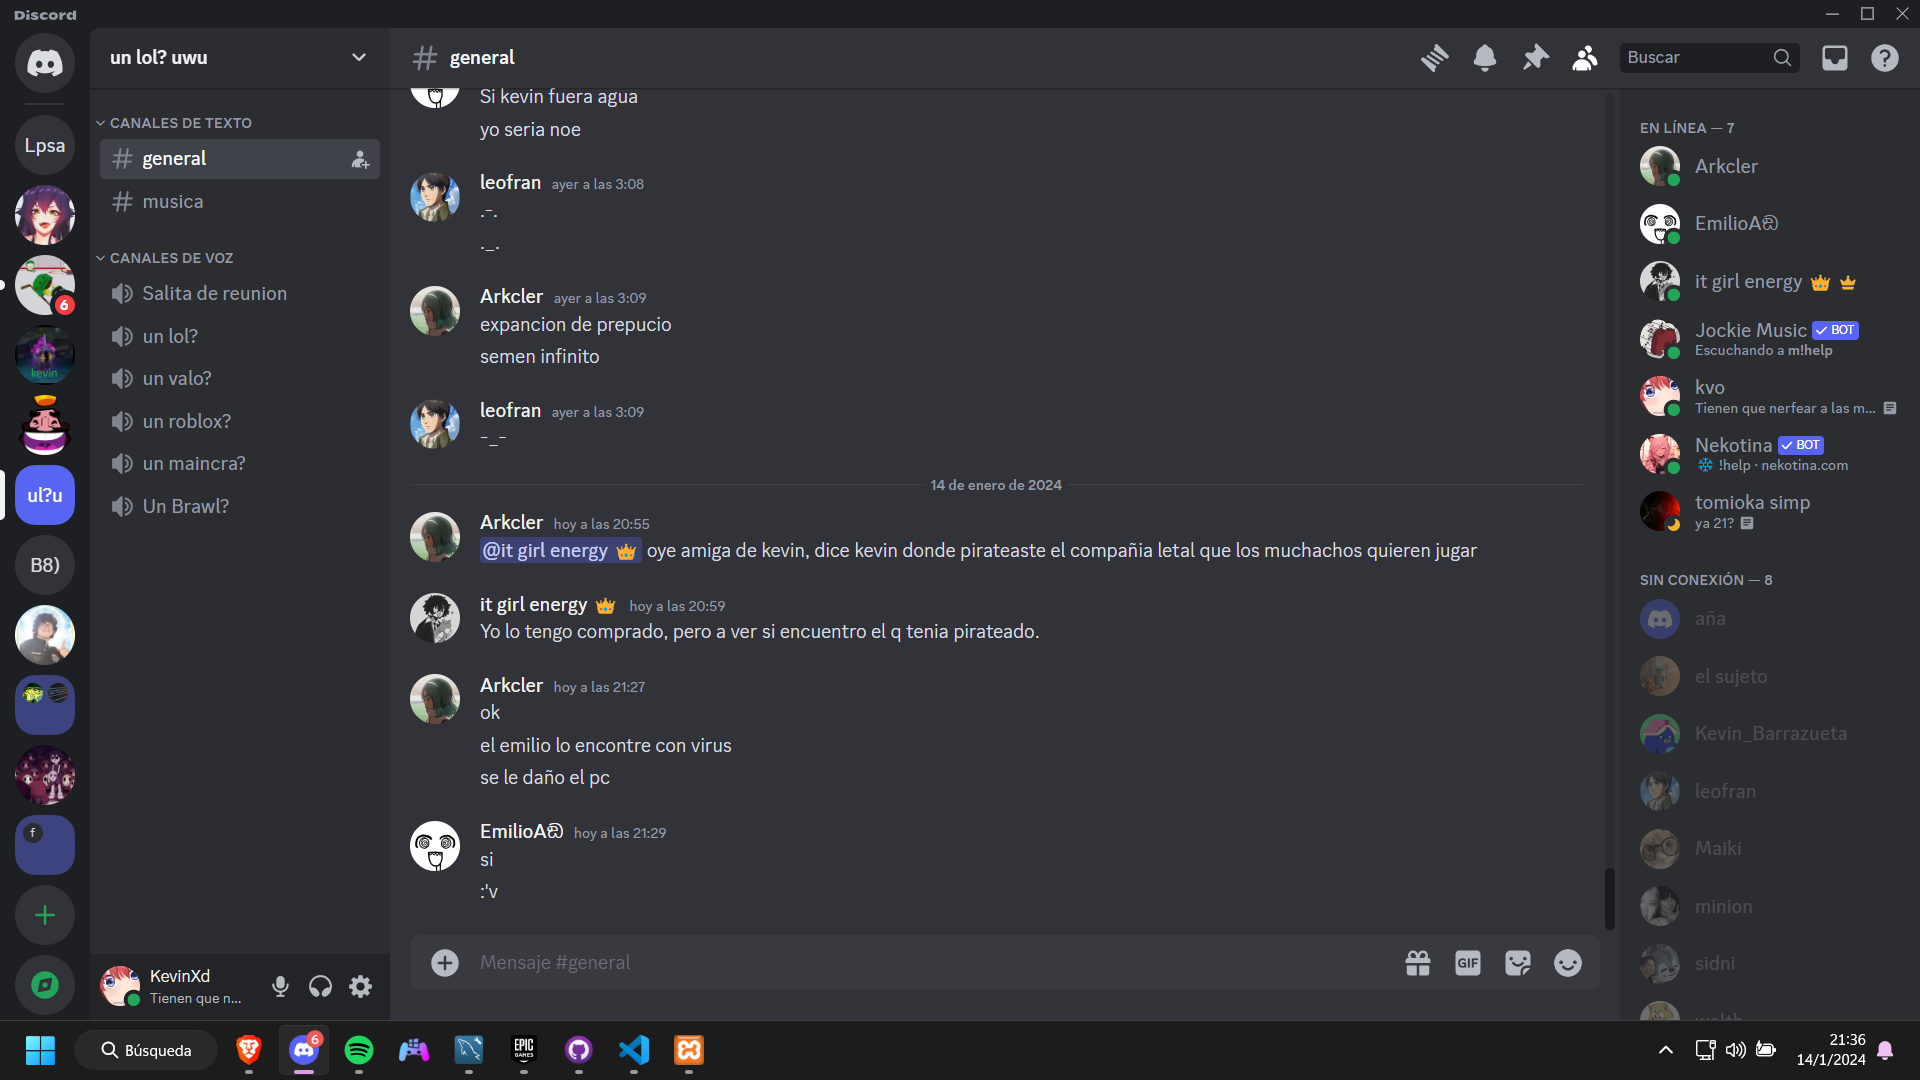 Discord
un lol? uwu
general
Buscar
CANALES DE TEXTO
general
musica
CANALES DE VOZ
Salita de reunion
un lol?
un valo?
un roblox?
un maincra?
Un Brawl?
Lpsa
6
kevin
ul?u
B8)
f
KevinXd
Tienen que n...
Si kevin fuera agua
yo seria noe
leofran ayer a las 3:08
.-.
._.
Arkcler ayer a las 3:09
expancion de prepucio
semen infinito
leofran ayer a las 3:09
-_-
14 de enero de 2024
Arkcler hoy a las 20:55
@it girl energy 👑 oye amiga de kevin, dice kevin donde pirateaste el compañia letal que los muchachos quieren jugar
it girl energy 👑 hoy a las 20:59
Yo lo tengo comprado, pero a ver si encuentro el q tenia pirateado.
Arkcler hoy a las 21:27
ok
el emilio lo encontre con virus
se le daño el pc
EmilioA hoy a las 21:29
si
:'v
Mensaje #general
GIF
EN LÍNEA — 7
Arkcler
EmilioA
it girl energy 👑
Jockie Music BOT
Escuchando a m!help
kvo
Tienen que nerfear a las m...
Nekotina BOT
❄️ !help · nekotina.com
tomioka simp
ya 21?
SIN CONEXIÓN — 8
aña
el sujeto
Kevin_Barrazueta
leofran
Maiki
minion
sidni
Búsqueda
6
EPIC
GAMES
21:36
14/1/2024